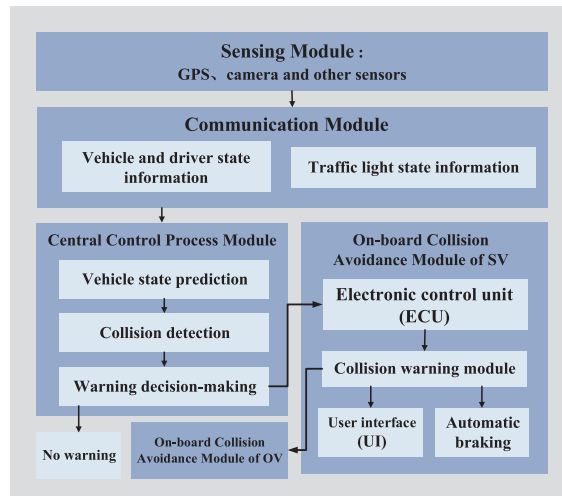 Sensing Module :
GPS、camera and other sensors
Communication Module
Vehicle and driver state
information
Traffic light state information
Central Control Process Module
Vehicle state prediction
Collision detection
Warning decision-making
No warning
On-board Collision
Avoidance Module of OV
On-board Collision
Avoidance Module of SV
Electronic control unit
(ECU)
Collision warning module
User interface
(UI)
Automatic
braking